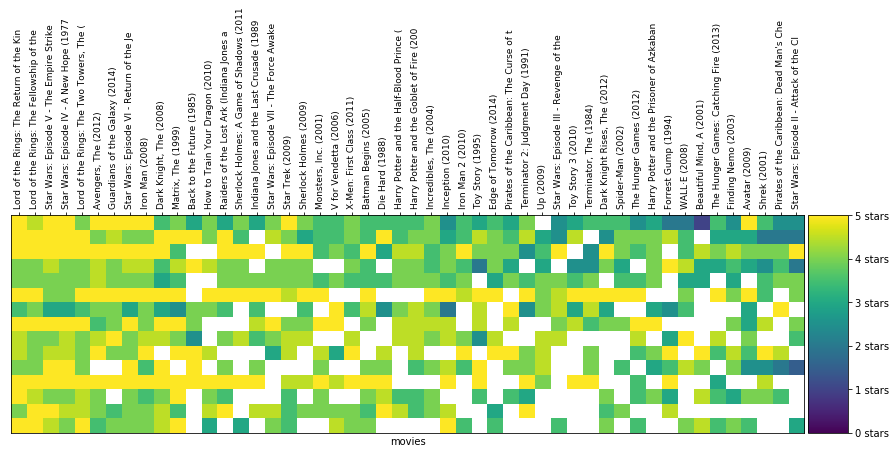 Lord of the Rings: The Return of the Kin
Lord of the Rings: The Fellowship of the
Star Wars: Episode V - The Empire Strike
Star Wars: Episode IV - A New Hope (1977
Lord of the Rings: The Two Towers, The (
Avengers, The (2012)
Guardians of the Galaxy (2014)
Star Wars: Episode VI - Return of the Je
Iron Man (2008)
Dark Knight, The (2008)
Matrix, The (1999)
Back to the Future (1985)
How to Train Your Dragon (2010)
Raiders of the Lost Ark (Indiana Jones a
Sherlock Holmes: A Game of Shadows (2011
Indiana Jones and the Last Crusade (1989
Star Wars: Episode VII - The Force Awake
Star Trek (2009)
Sherlock Holmes (2009)
Monsters, Inc. (2001)
V for Vendetta (2006)
X-Men: First Class (2011)
Batman Begins (2005)
Die Hard (1988)
Harry Potter and the Half-Blood Prince (
Harry Potter and the Goblet of Fire (200
Incredibles, The (2004)
Inception (2010)
Iron Man 2 (2010)
Toy Story (1995)
Edge of Tomorrow (2014)
Pirates of the Caribbean: The Curse of t
Terminator 2: Judgment Day (1991)
Up (2009)
Star Wars: Episode III - Revenge of the
Toy Story 3 (2010)
Terminator, The (1984)
Dark Knight Rises, The (2012)
Spider-Man (2002)
The Hunger Games (2012)
Harry Potter and the Prisoner of Azkaban
Forrest Gump (1994)
WALL·E (2008)
Beautiful Mind, A (2001)
The Hunger Games: Catching Fire (2013)
Finding Nemo (2003)
Avatar (2009)
Shrek (2001)
Pirates of the Caribbean: Dead Man's Che
Star Wars: Episode II - Attack of the Cl
5 stars
4 stars
3 stars
2 stars
1 stars
0 stars
movies